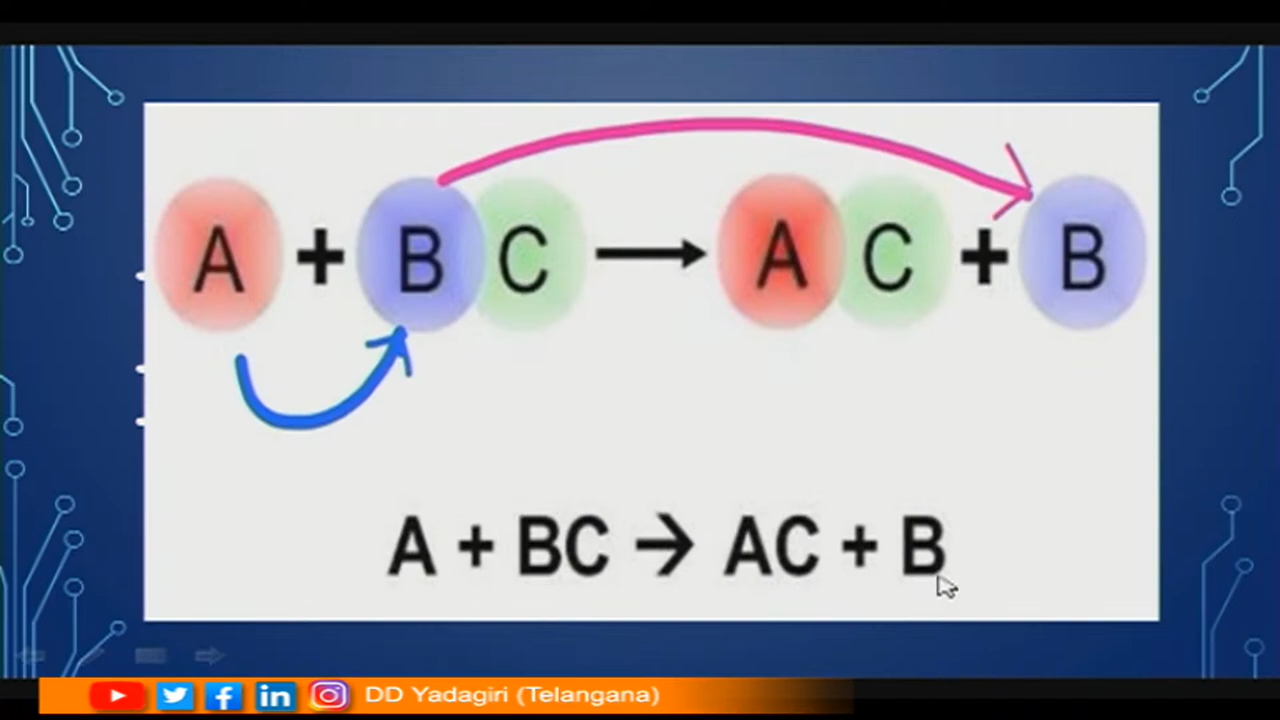 A + B C → A C + B
A + BC → AC + B
DD Yadagiri (Telangana)